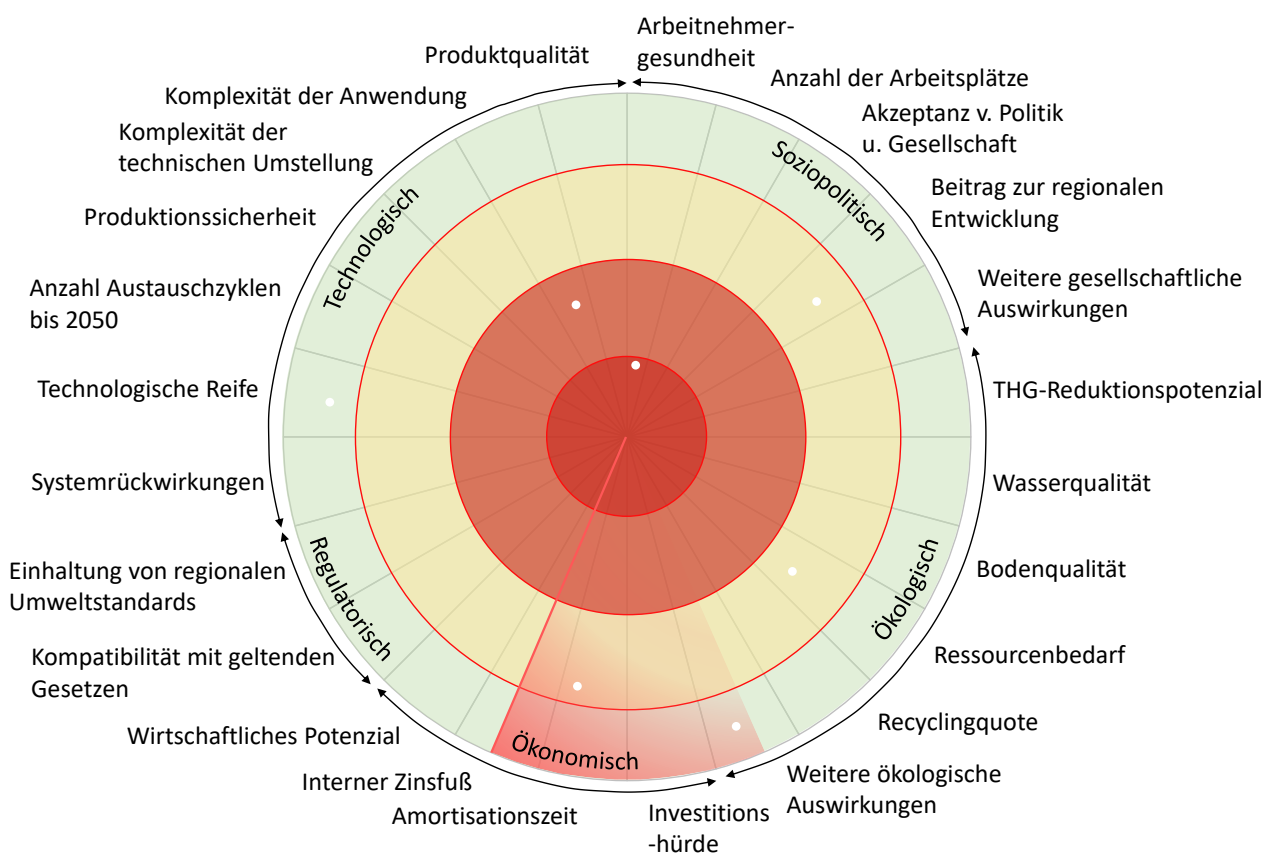 Arbeitnehmer-
gesundheit
Produktqualität
Anzahl der Arbeitsplätze
Komplexität der Anwendung
Akzeptanz v. Politik
u. Gesellschaft
Komplexität der
technischen Umstellung
Soziopolitisch
Beitrag zur regionalen
Entwicklung
Produktionssicherheit
Technologisch
Weitere gesellschaftliche
Auswirkungen
Anzahl Austauschzyklen
bis 2050
Technologische Reife
THG-Reduktionspotenzial
Systemrückwirkungen
Wasserqualität
Regulatorisch
Ökologisch
Einhaltung von regionalen
Umweltstandards
Bodenqualität
Kompatibilität mit geltenden
Gesetzen
Ressourcenbedarf
Wirtschaftliches Potenzial
Recyclingquote
Ökonomisch
Interner Zinsfuß
Weitere ökologische
Auswirkungen
Amortisationszeit
Investitions
-hürde